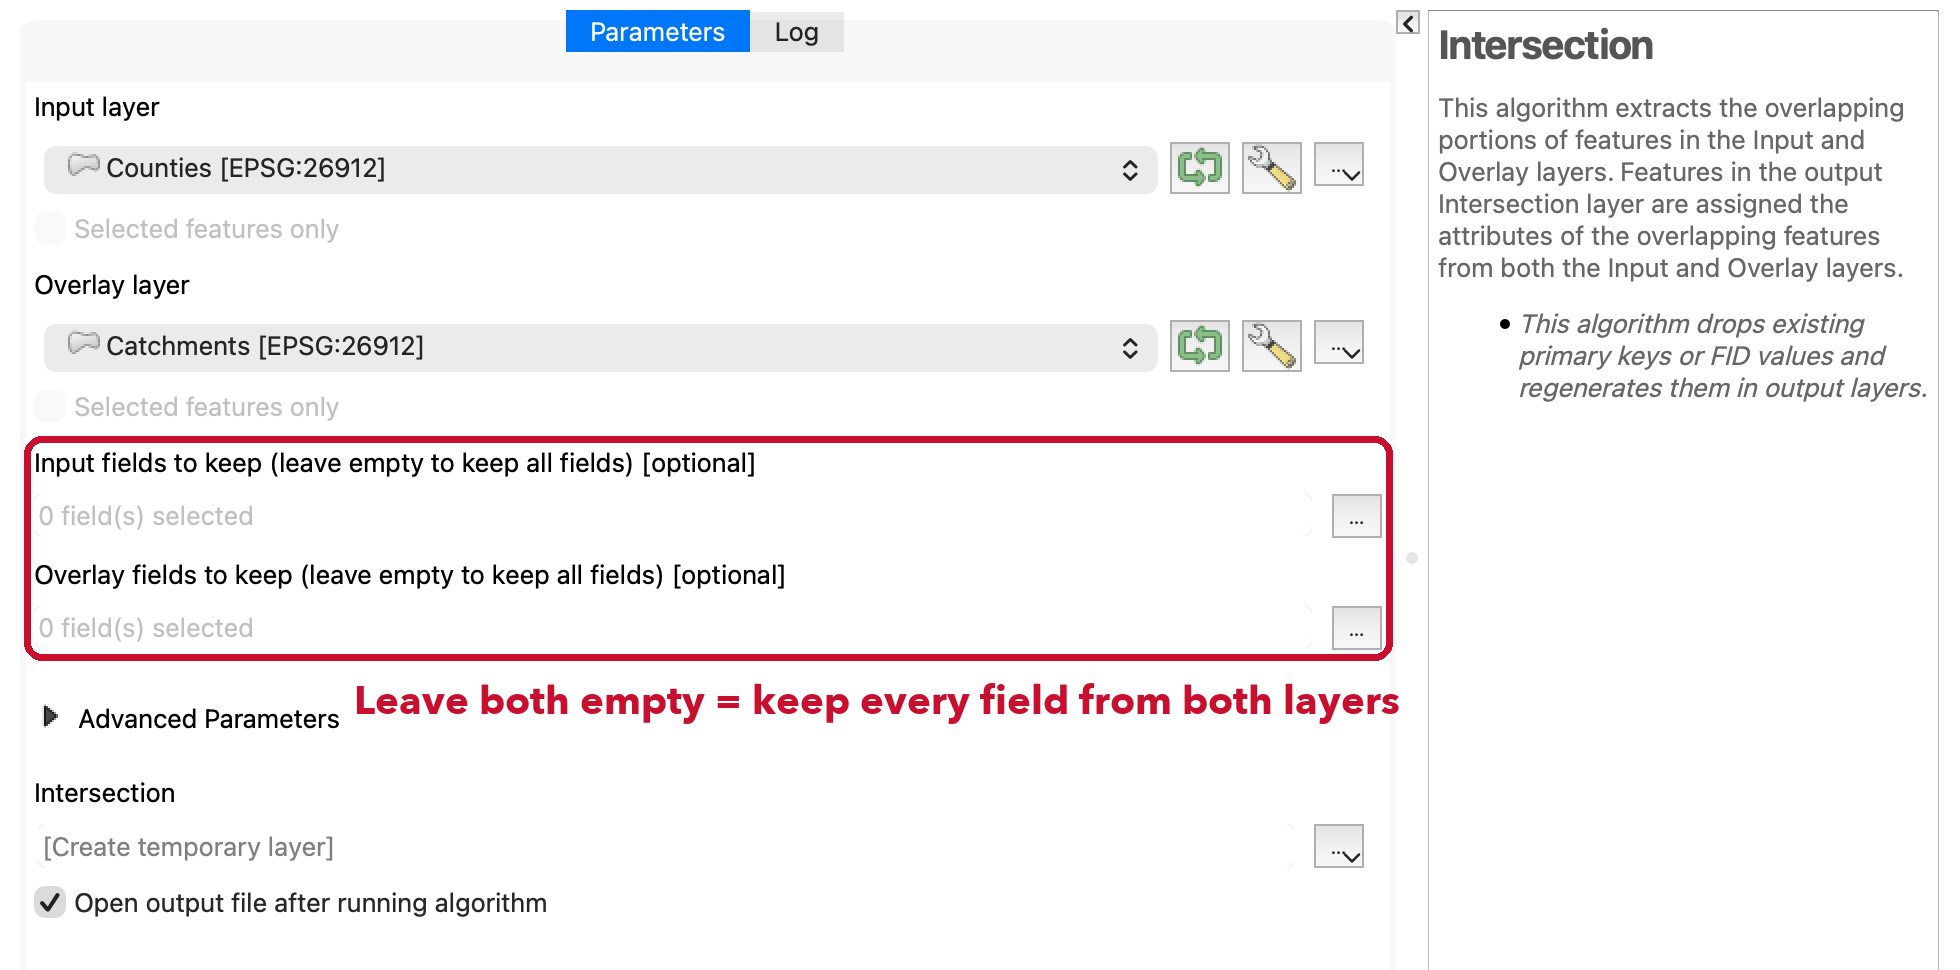 Parameters
Log
Input layer
Counties [EPSG:26912]
...
Selected features only
Overlay layer
Catchments [EPSG:26912]
...
Selected features only
Input fields to keep (leave empty to keep all fields) [optional]
0 field(s) selected
...
Overlay fields to keep (leave empty to keep all fields) [optional]
0 field(s) selected
...
Leave both empty = keep every field from both layers
Advanced Parameters
Intersection
[Create temporary layer]
...
Open output file after running algorithm
Intersection
This algorithm extracts the overlapping
portions of features in the Input and
Overlay layers. Features in the output
Intersection layer are assigned the
attributes of the overlapping features
from both the Input and Overlay layers.
• This algorithm drops existing
primary keys or FID values and
regenerates them in output layers.